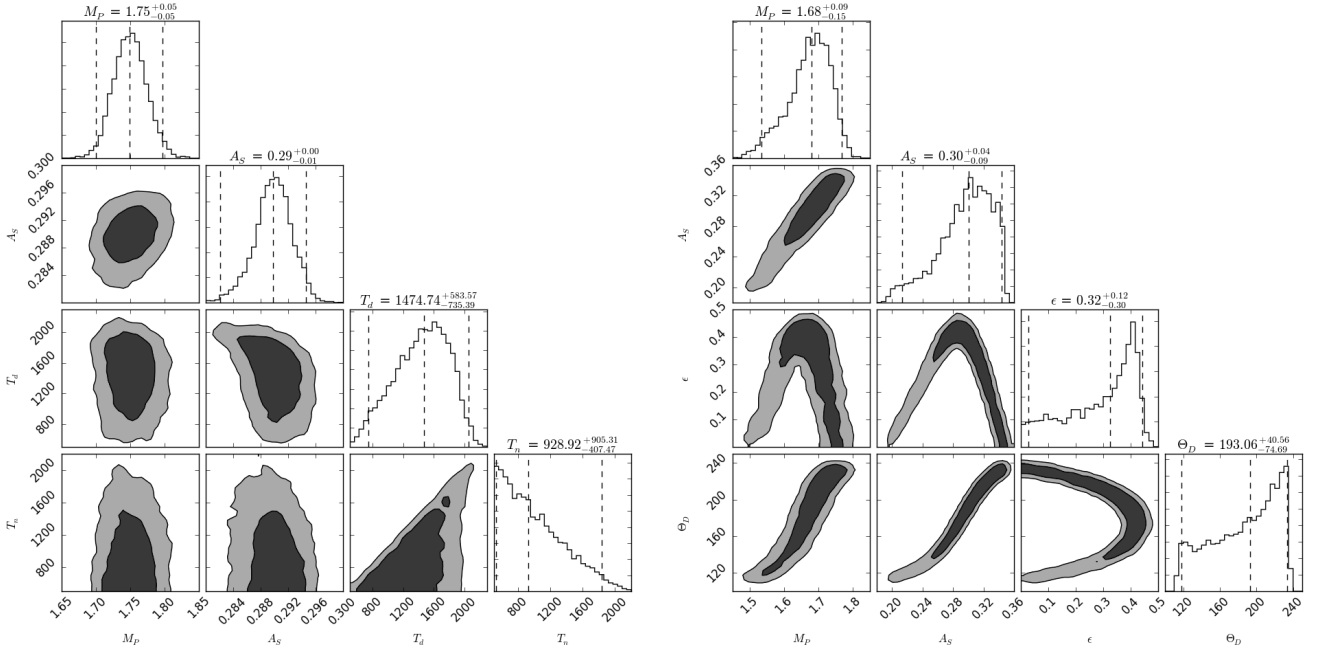 M_P = 1.75^{+0.05}_{-0.05}
A_S = 0.29^{+0.00}_{-0.01}
T_d = 1474.74^{+583.57}_{-735.39}
T_n = 928.92^{+905.31}_{-407.47}
0.300
0.296
0.292
0.288
0.284
A_S
2000
1600
1200
800
T_d
2000
1600
1200
800
T_n
1.65 1.70 1.75 1.80 1.85
M_P
0.284 0.288 0.292 0.296 0.300
A_S
800 1400 2000
T_d
800 1400 2000
T_n
M_P = 1.68^{+0.09}_{-0.15}
A_S = 0.30^{+0.04}_{-0.09}
ϵ = 0.32^{+0.12}_{-0.30}
Θ_D = 193.06^{+40.56}_{-74.69}
0.36
0.32
0.28
0.24
0.20
A_S
0.5
0.4
0.3
0.2
0.1
ϵ
240
200
160
120
Θ_D
1.5 1.6 1.7 1.8
M_P
0.20 0.24 0.28 0.32 0.36
A_S
0.1 0.2 0.3 0.4 0.5
ϵ
120 160 200 240
Θ_D